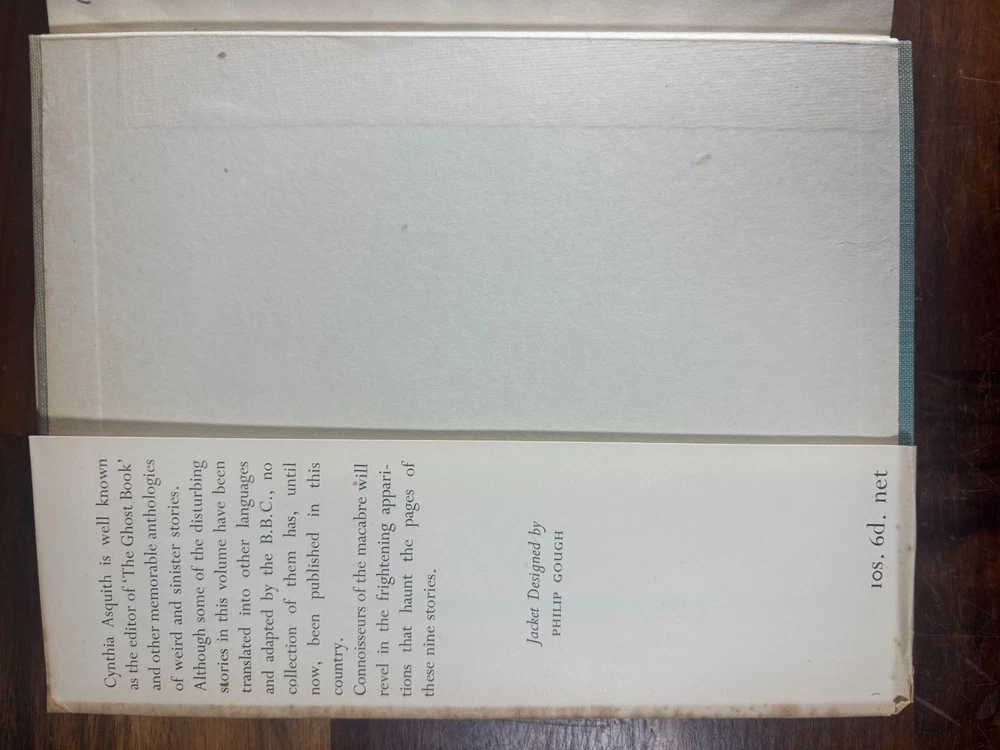 Cynthia Asquith is well known
as the editor of 'The Ghost Book'
and other memorable anthologies
of weird and sinister stories.
Although some of the disturbing
stories in this volume have been
translated into other languages
and adapted by the B.B.C., no
collection of them has, until
now, been published in this
country.
Connoisseurs of the macabre will
revel in the frightening appari-
tions that haunt the pages of
these nine stories.
Jacket Designed by
PHILIP GOUGH
10s. 6d. net